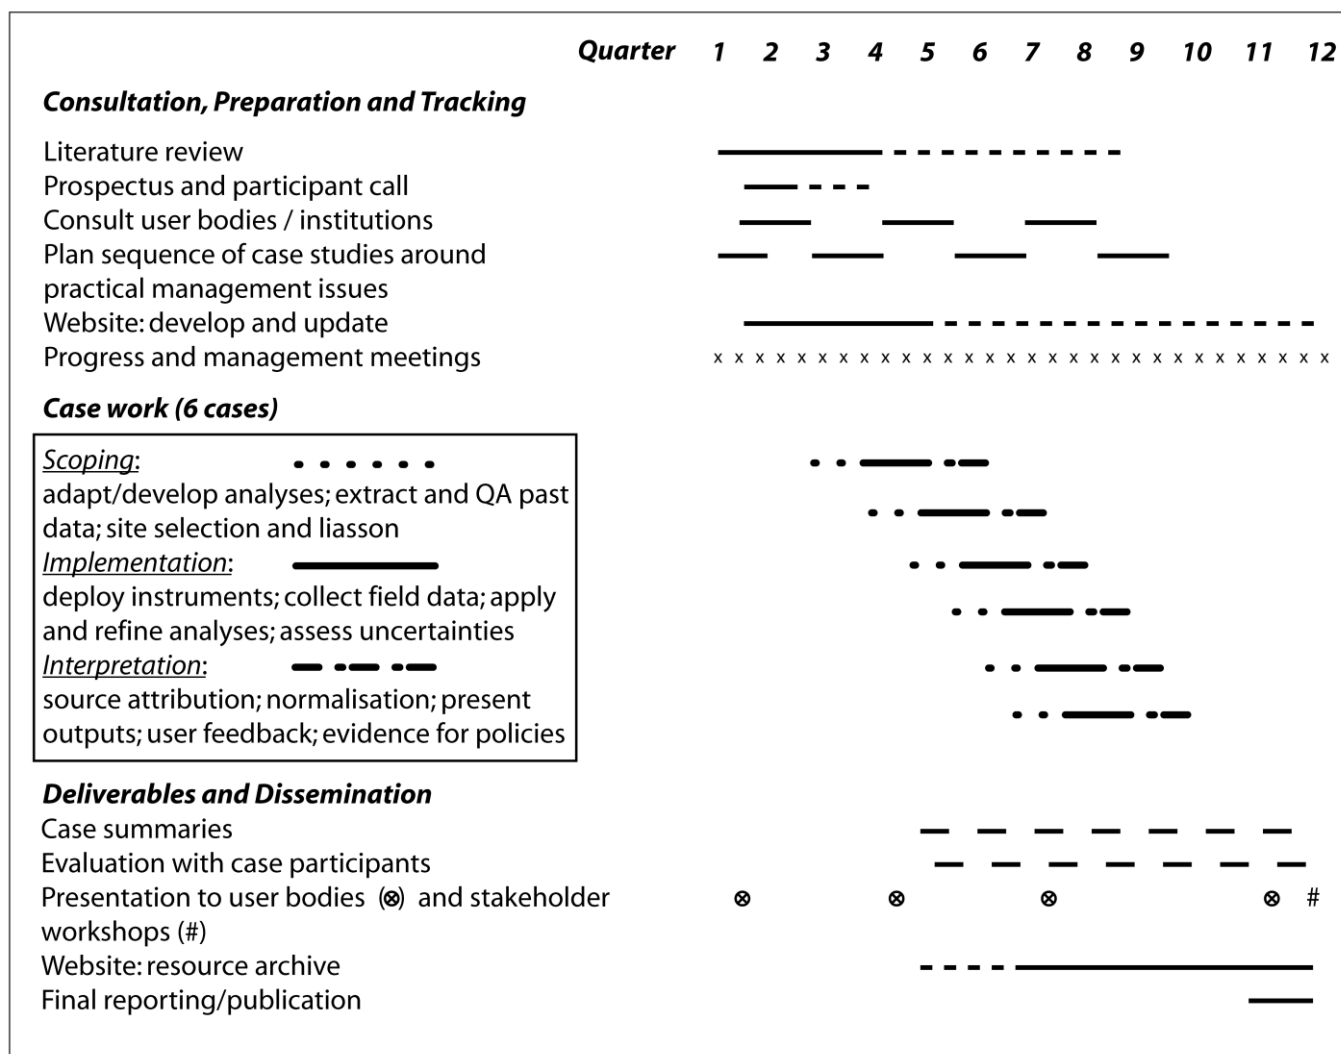 Quarter 1 2 3 4 5 6 7 8 9 10 11 12
Consultation, Preparation and Tracking
Literature review
Prospectus and participant call
Consult user bodies / institutions
Plan sequence of case studies around
practical management issues
Website: develop and update
Progress and management meetings x x x x x x x x x x x x x x x x x x x x x x x x x x x x x x
Case work (6 cases)
Scoping:
adapt/develop analyses; extract and QA past
data; site selection and liasson
Implementation:
deploy instruments; collect field data; apply
and refine analyses; assess uncertainties
Interpretation:
source attribution; normalisation; present
outputs; user feedback; evidence for policies
Deliverables and Dissemination
Case summaries
Evaluation with case participants
Presentation to user bodies (⊗) and stakeholder ⊗ ⊗ ⊗ ⊗ #
workshops (#)
Website: resource archive
Final reporting/publication